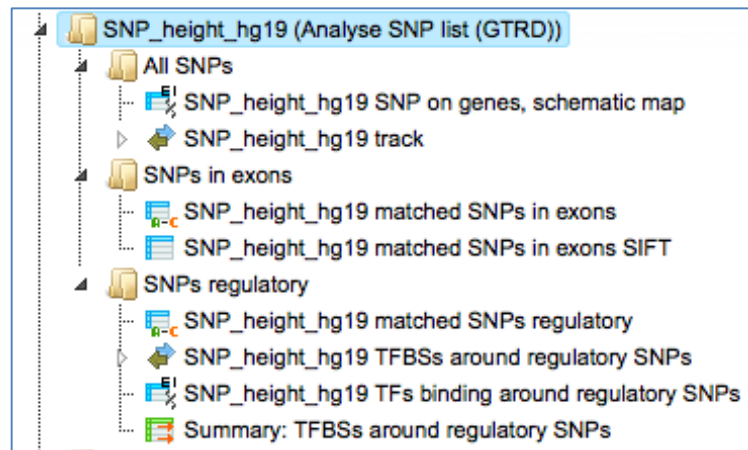 SNP_height_hg19 (Analyse SNP list (GTRD))
All SNPs
SNP_height_hg19 SNP on genes, schematic map
SNP_height_hg19 track
SNPs in exons
SNP_height_hg19 matched SNPs in exons
SNP_height_hg19 matched SNPs in exons SIFT
SNPs regulatory
SNP_height_hg19 matched SNPs regulatory
SNP_height_hg19 TFBSs around regulatory SNPs
SNP_height_hg19 TFs binding around regulatory SNPs
Summary: TFBSs around regulatory SNPs